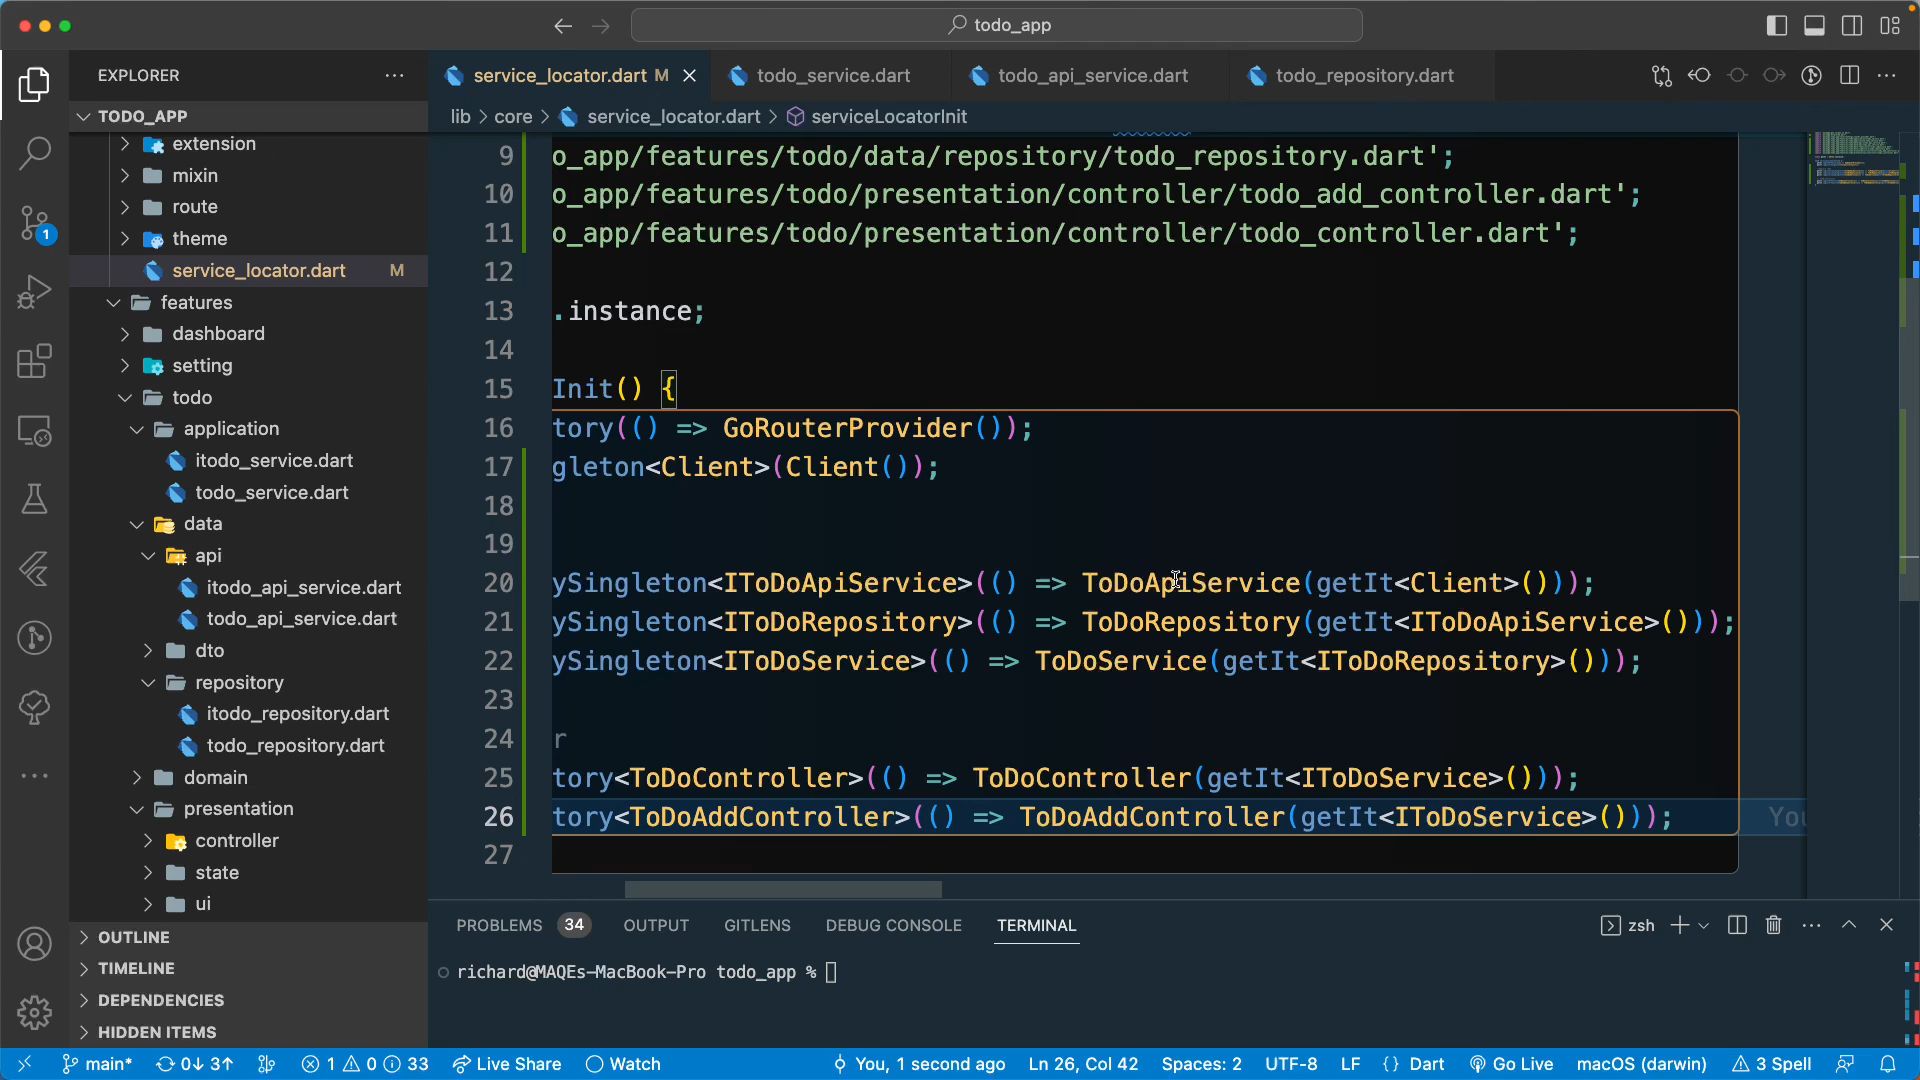 todo_app
EXPLORER
TODO_APP
extension
mixin
route
theme
service_locator.dart M
features
dashboard
setting
todo
application
itodo_service.dart
todo_service.dart
data
api
itodo_api_service.dart
todo_api_service.dart
dto
repository
itodo_repository.dart
todo_repository.dart
domain
presentation
controller
state
ui
OUTLINE
TIMELINE
DEPENDENCIES
HIDDEN ITEMS
1
service_locator.dart M todo_service.dart todo_api_service.dart todo_repository.dart
lib > core > service_locator.dart > serviceLocatorInit
9 o_app/features/todo/data/repository/todo_repository.dart';
10 o_app/features/todo/presentation/controller/todo_add_controller.dart';
11 o_app/features/todo/presentation/controller/todo_controller.dart';
12
13 .instance;
14
15 Init() {
16 tory(() => GoRouterProvider());
17 gleton<Client>(Client());
18
19
20 ySingleton<IToDoApiService>(() => ToDoApiService(getIt<Client>()));
21 ySingleton<IToDoRepository>(() => ToDoRepository(getIt<IToDoApiService>()));
22 ySingleton<IToDoService>(() => ToDoService(getIt<IToDoRepository>()));
23
24 r
25 tory<ToDoController>(() => ToDoController(getIt<IToDoService>()));
26 tory<ToDoAddController>(() => ToDoAddController(getIt<IToDoService>())); You
27
PROBLEMS 34 OUTPUT GITLENS DEBUG CONSOLE TERMINAL zsh
richard@MAQEs-MacBook-Pro todo_app %
main* 0↓ 3↑ 1 0 33 Live Share Watch You, 1 second ago Ln 26, Col 42 Spaces: 2 UTF-8 LF {} Dart Go Live macOS (darwin) 3 Spell